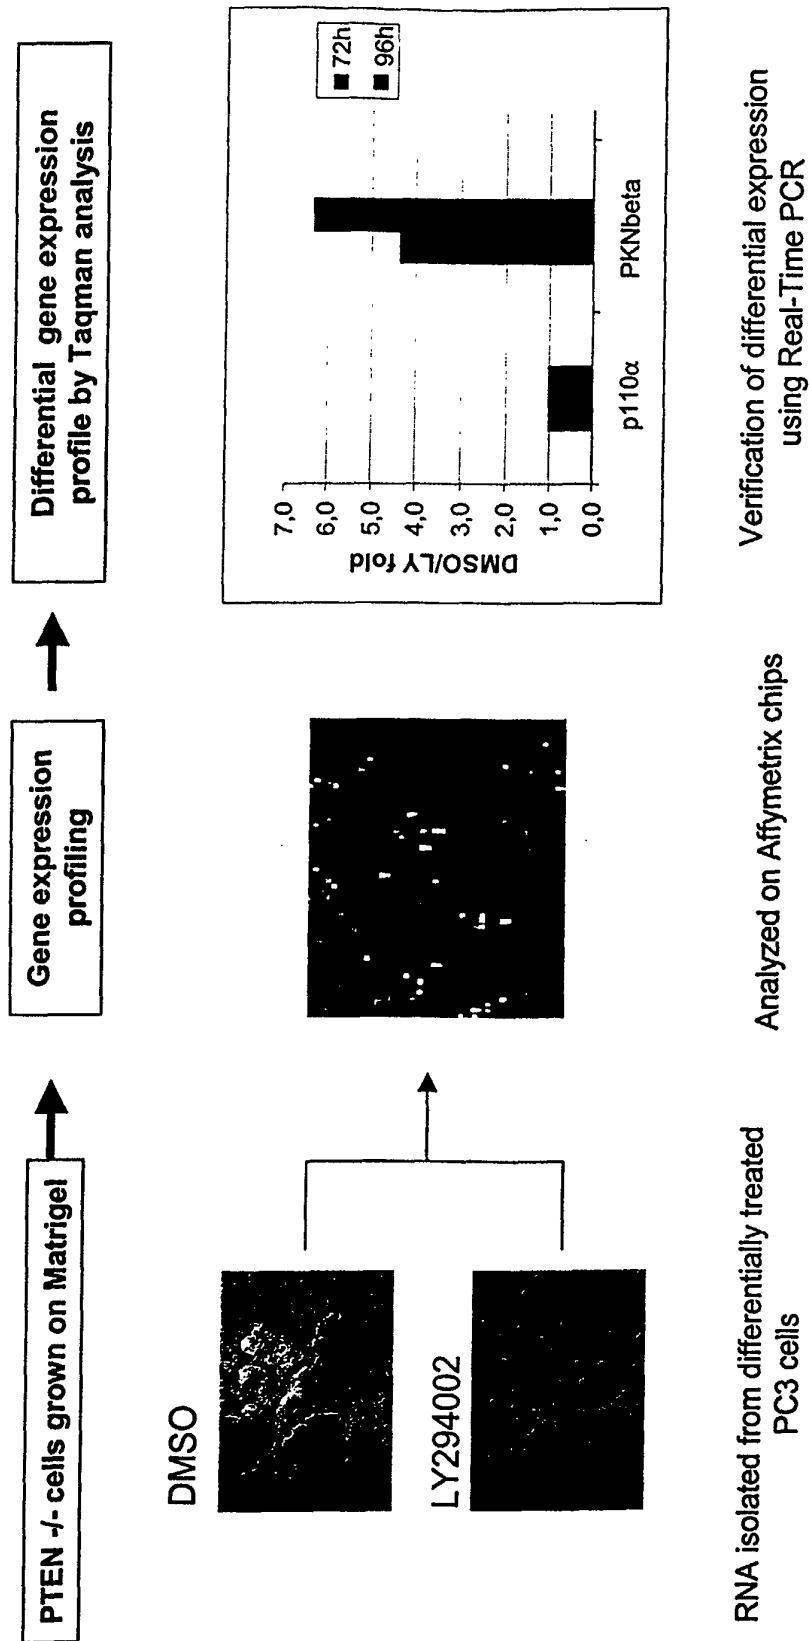 PTEN -/- cells grown on Matrigel
Gene expression
profiling
Differential gene expression
profile by Taqman analysis
DMSO
LY294002
7,0
6,0
5,0
4,0
3,0
2,0
1,0
0,0
DMSO/LY fold
p110α
PKNbeta
72h
96h
RNA isolated from differentially treated
PC3 cells
Analyzed on Affymetrix chips
Verification of differential expression
using Real-Time PCR